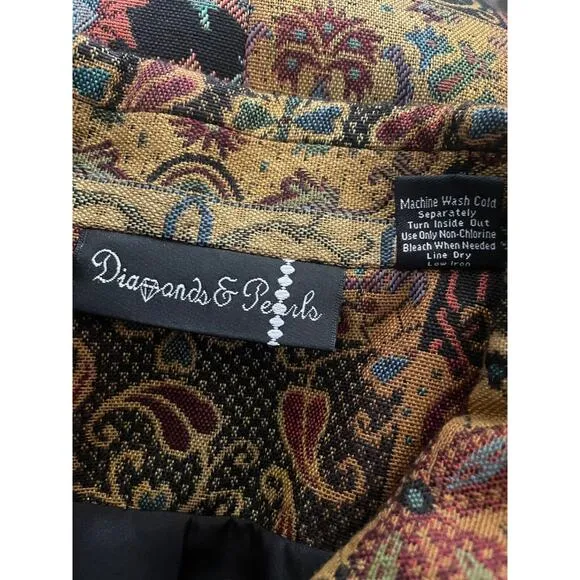 Machine Wash Cold
Separately
Turn Inside Out
Use Only Non-Chlorine
Bleach When Needed
Line Dry
Low Iron
Diamonds & Pearls